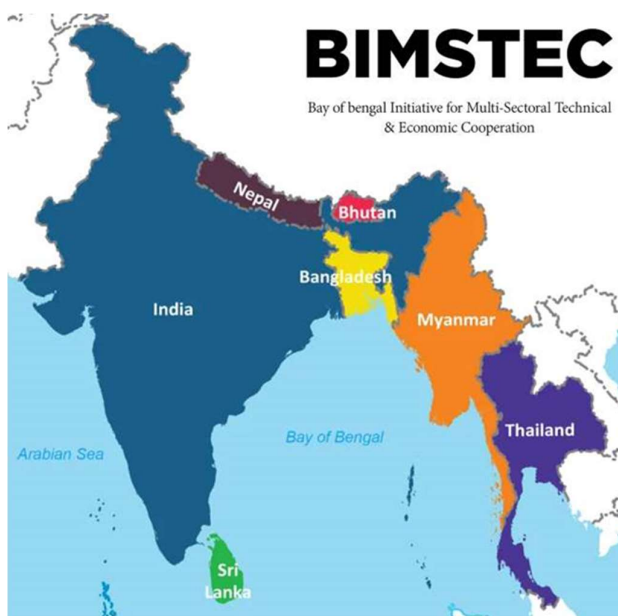 BIMSTEC
Bay of bengal Initiative for Multi-Sectoral Technical
& Economic Cooperation
Nepal
Bhutan
Bangladesh
India
Myanmar
Thailand
Bay of Bengal
Arabian Sea
Sri
Lanka